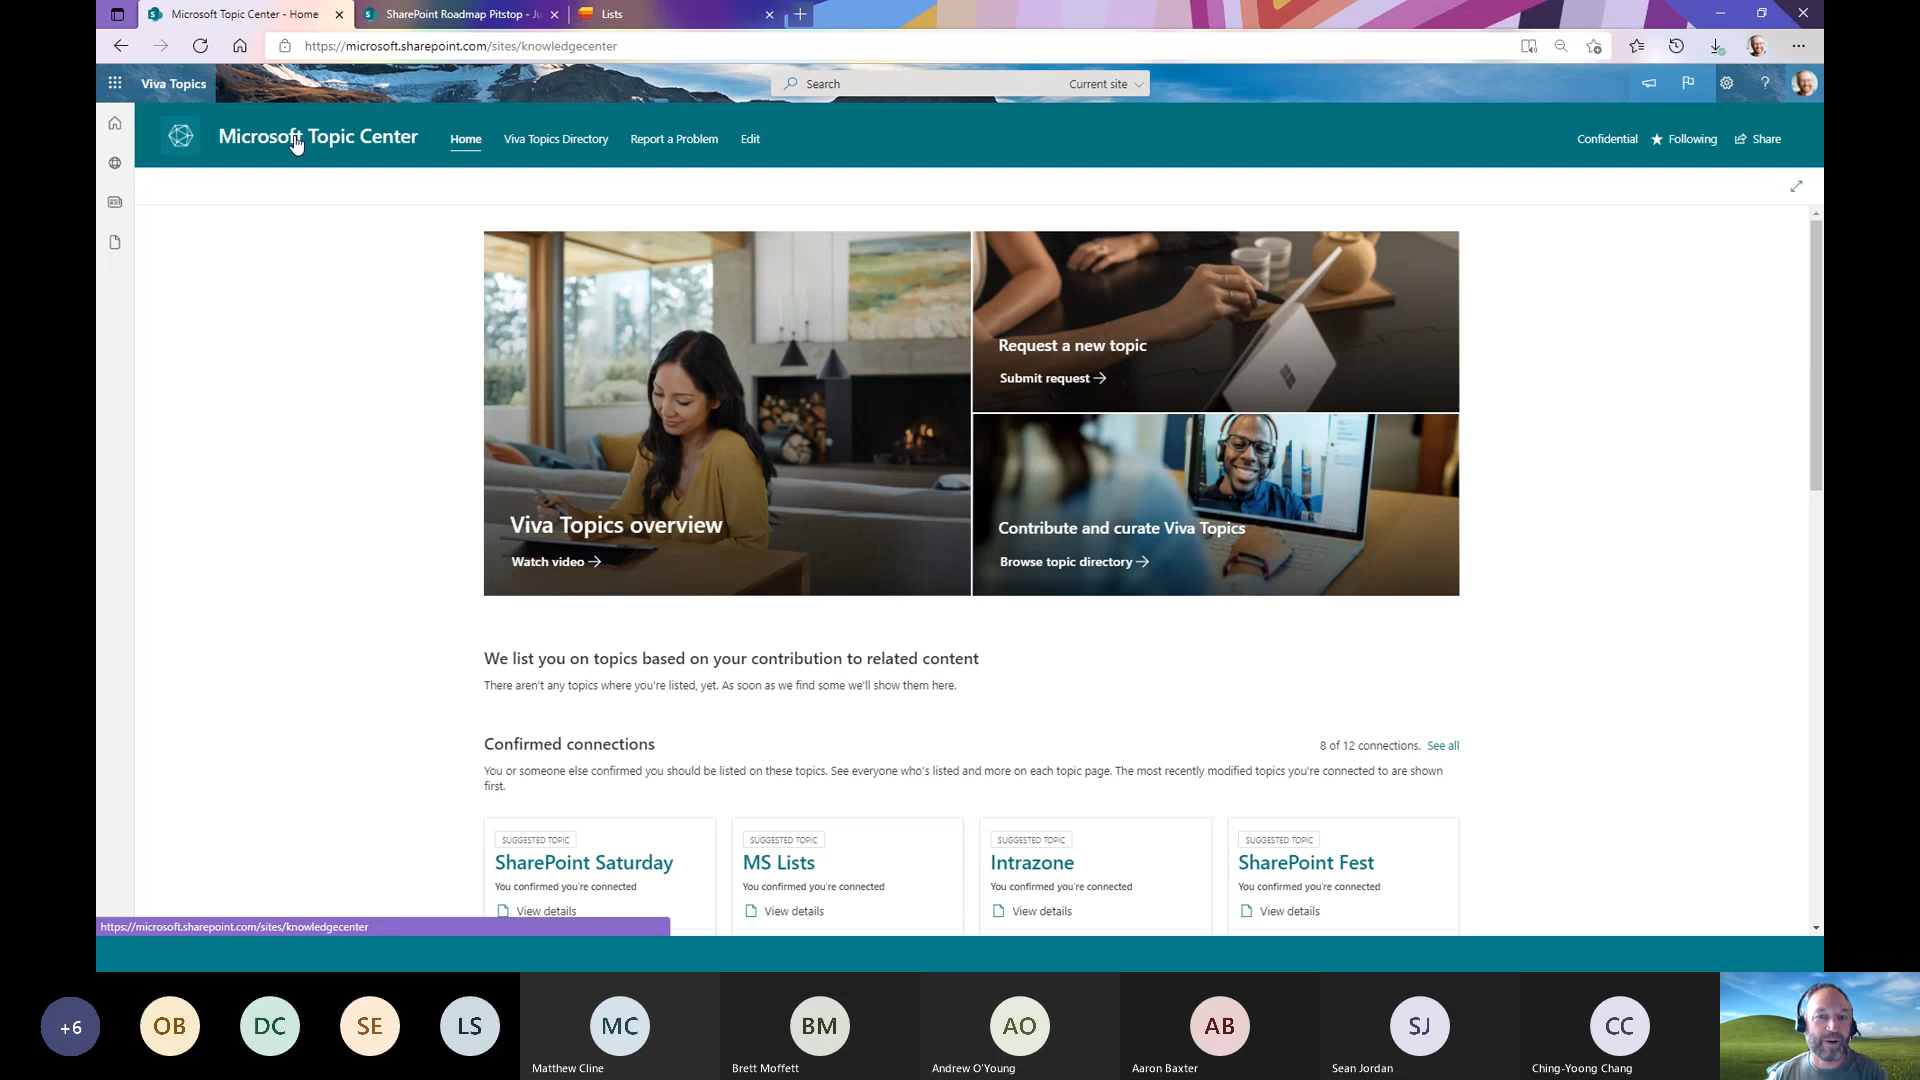 Microsoft Topic Center - Home
SharePoint Roadmap Pitstop - Ju
Lists
https://microsoft.sharepoint.com/sites/knowledgecenter
Viva Topics
Search
Current site
Microsoft Topic Center
Home
Viva Topics Directory
Report a Problem
Edit
Confidential
Following
Share
Request a new topic
Submit request
Viva Topics overview
Watch video
Contribute and curate Viva Topics
Browse topic directory
We list you on topics based on your contribution to related content
There aren't any topics where you're listed, yet. As soon as we find some we'll show them here.
Confirmed connections
8 of 12 connections. See all
You or someone else confirmed you should be listed on these topics. See everyone who's listed and more on each topic page. The most recently modified topics you're connected to are shown
first.
SUGGESTED TOPIC
SharePoint Saturday
You confirmed you're connected
View details
SUGGESTED TOPIC
MS Lists
You confirmed you're connected
View details
SUGGESTED TOPIC
Intrazone
You confirmed you're connected
View details
SUGGESTED TOPIC
SharePoint Fest
You confirmed you're connected
View details
https://microsoft.sharepoint.com/sites/knowledgecenter
+6
OB
DC
SE
LS
MC
Matthew Cline
BM
Brett Moffett
AO
Andrew O'Young
AB
Aaron Baxter
SJ
Sean Jordan
CC
Ching-Yoong Chang